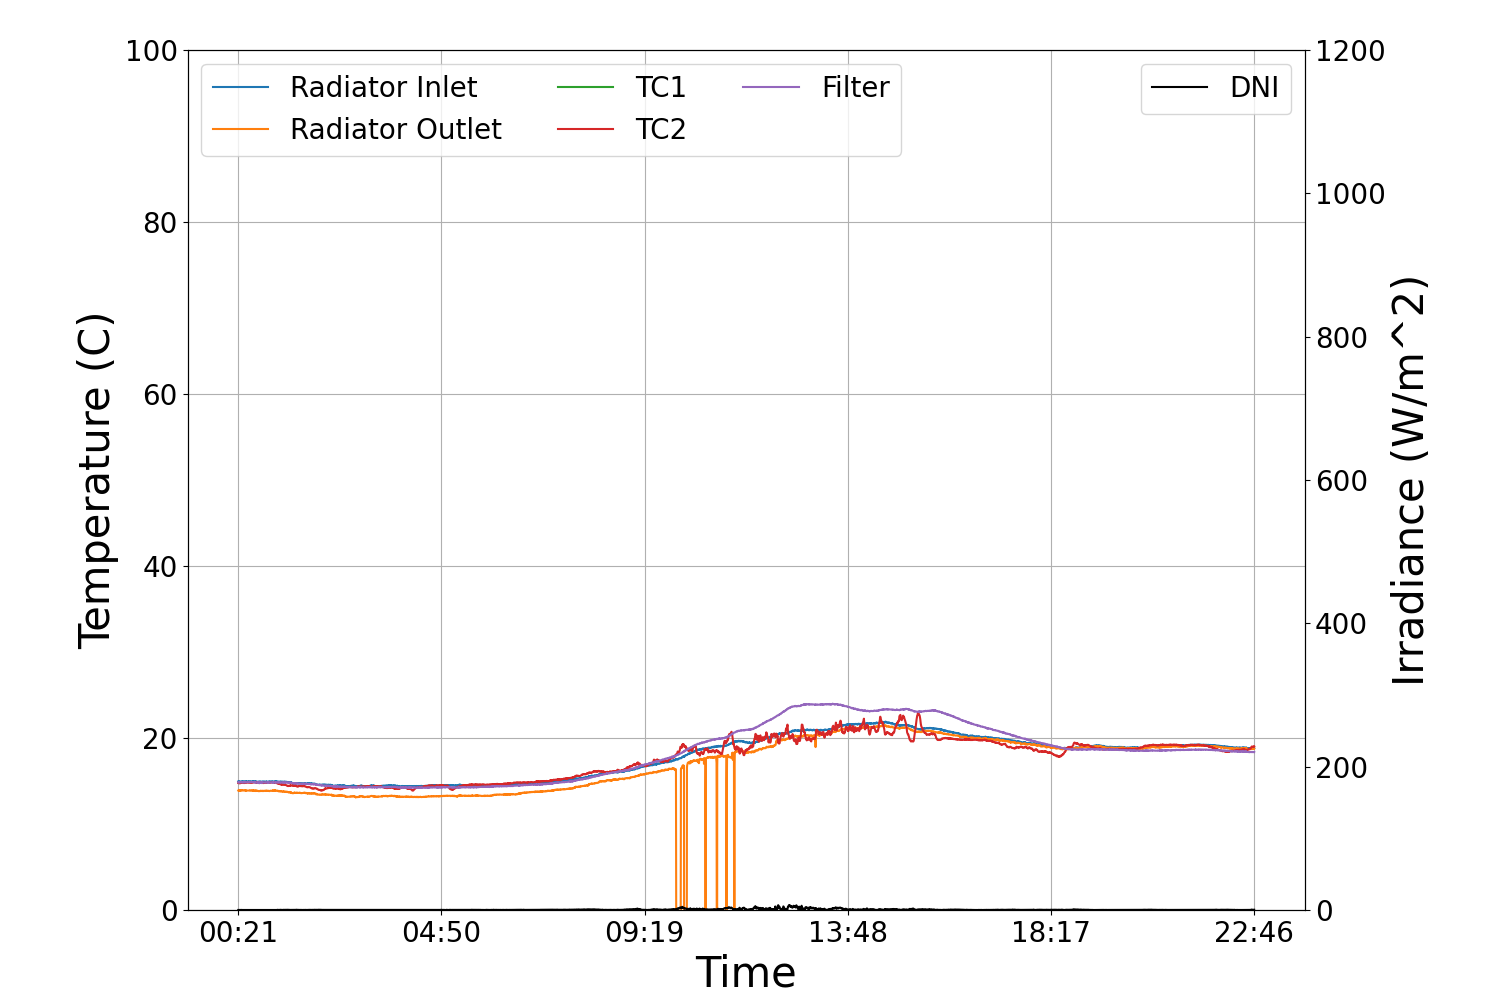 100
80
60
40
20
0
Temperature (C)
Radiator Inlet
Radiator Outlet
TC1
TC2
Filter
DNI
1200
1000
800
600
400
200
0
Irradiance (W/m^2)
00:21 04:50 09:19 13:48 18:17 22:46
Time